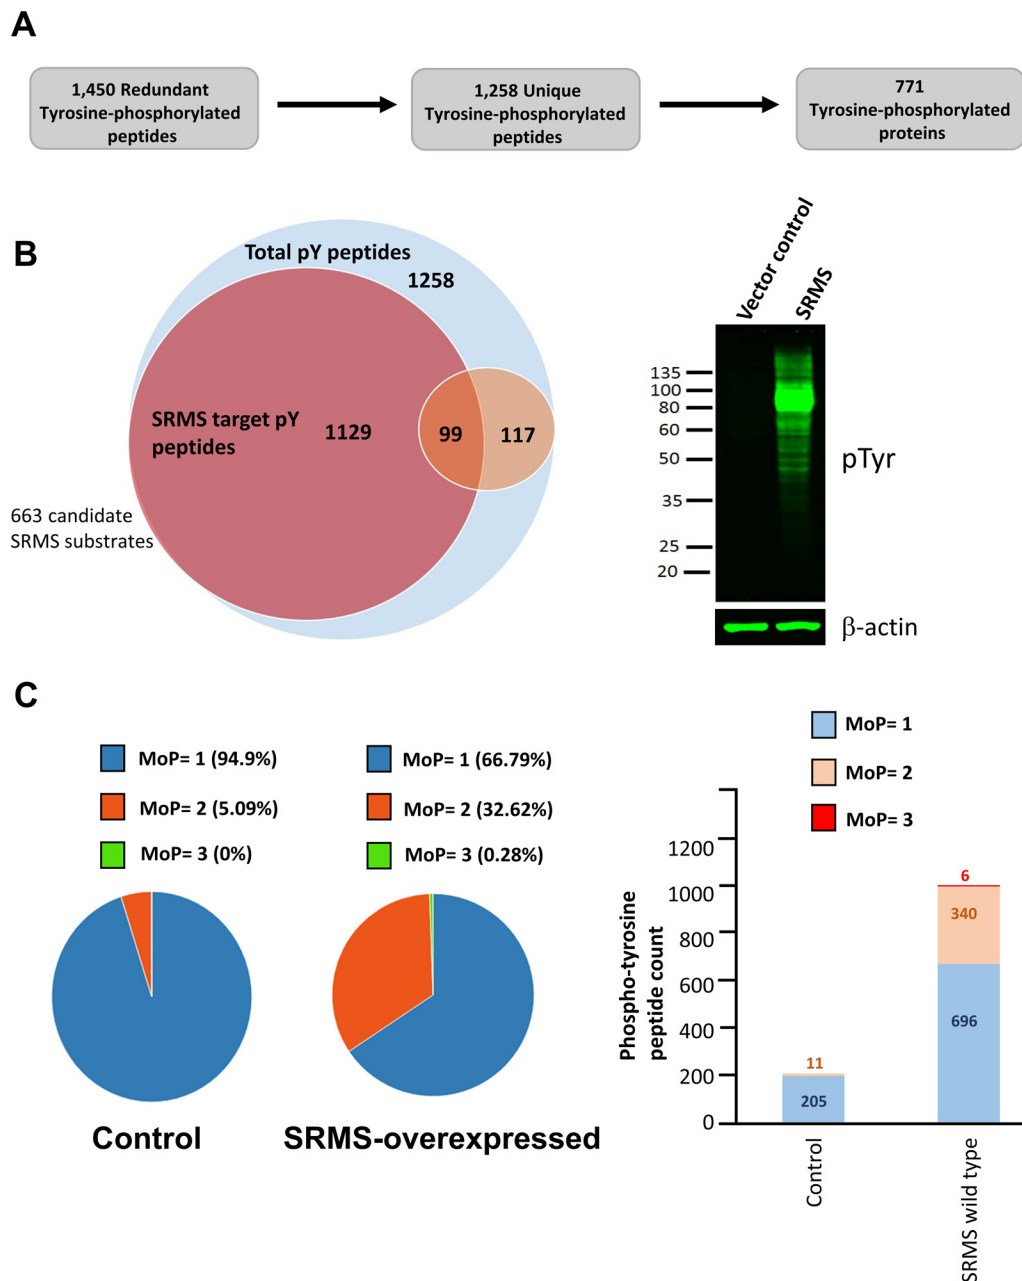 A
1,450 Redundant
Tyrosine-phosphorylated
peptides
1,258 Unique
Tyrosine-phosphorylated
peptides
771
Tyrosine-phosphorylated
proteins
B
Total pY peptides
1258
SRMS target pY
peptides
1129
99
117
663 candidate
SRMS substrates
Vector control
SRMS
135
100
80
60
50
35
25
20
pTyr
β-actin
C
MoP= 1 (94.9%)
MoP= 2 (5.09%)
MoP= 3 (0%)
Control
MoP= 1 (66.79%)
MoP= 2 (32.62%)
MoP= 3 (0.28%)
SRMS-overexpressed
MoP= 1
MoP= 2
MoP= 3
Phospho-tyrosine
peptide count
1200
1000
800
600
400
200
0
11
205
6
340
696
Control
SRMS wild type